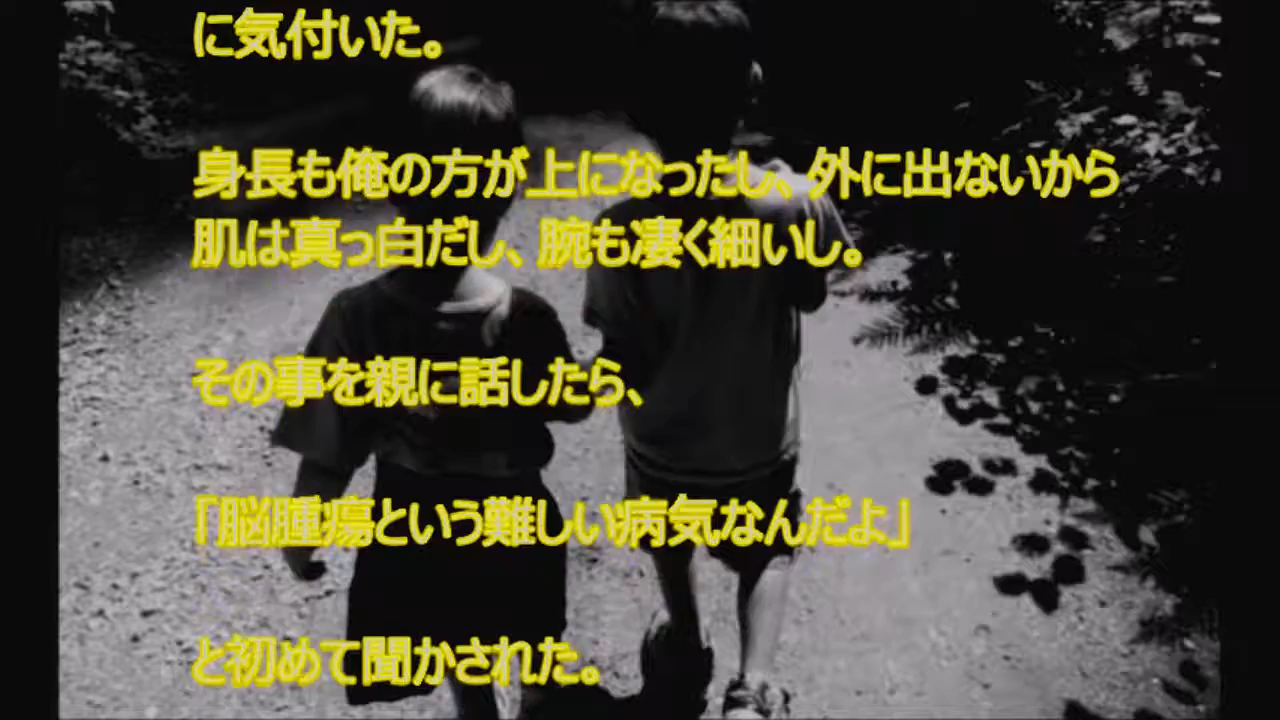 に気付いた。
身長も俺の方が上になったし、外に出ないから
肌は真っ白だし、腕も凄く細いし。
その事を親に話したら、
「脳腫瘍という難しい病気なんだよ」
と初めて聞かされた。